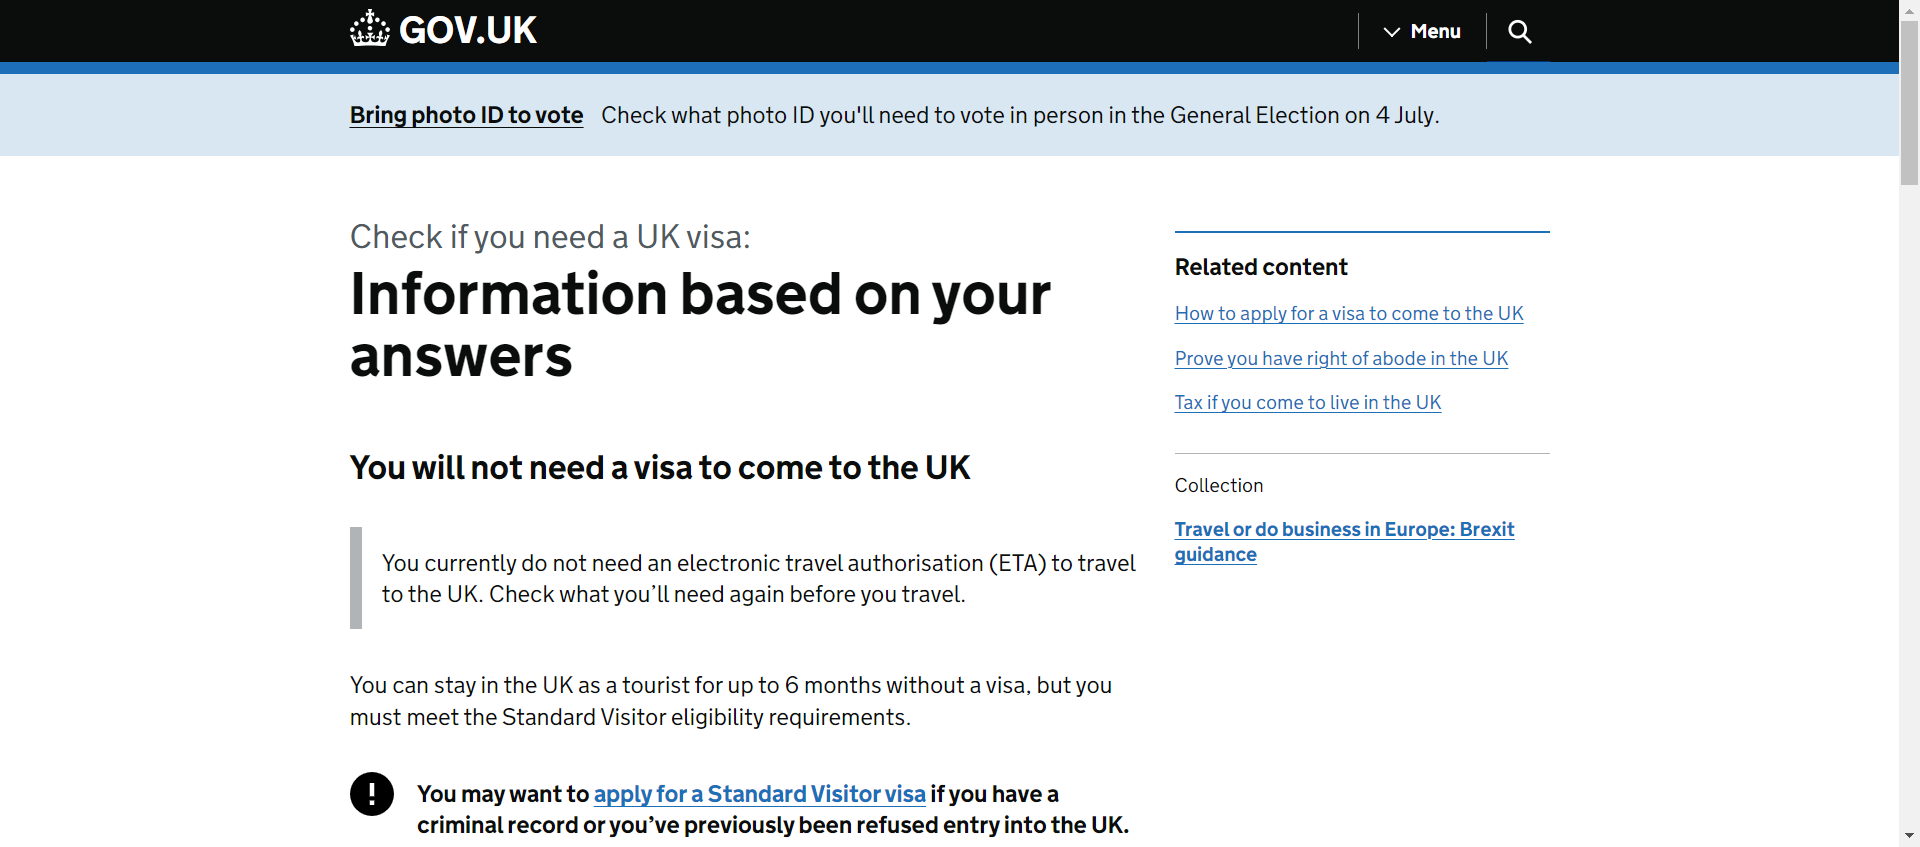 GOV.UK
Menu
Bring photo ID to vote Check what photo ID you'll need to vote in person in the General Election on 4 July.
Check if you need a UK visa:
Information based on your
answers
You will not need a visa to come to the UK
You currently do not need an electronic travel authorisation (ETA) to travel
to the UK. Check what you’ll need again before you travel.
You can stay in the UK as a tourist for up to 6 months without a visa, but you
must meet the Standard Visitor eligibility requirements.
! You may want to apply for a Standard Visitor visa if you have a
criminal record or you’ve previously been refused entry into the UK.
Related content
How to apply for a visa to come to the UK
Prove you have right of abode in the UK
Tax if you come to live in the UK
Collection
Travel or do business in Europe: Brexit
guidance